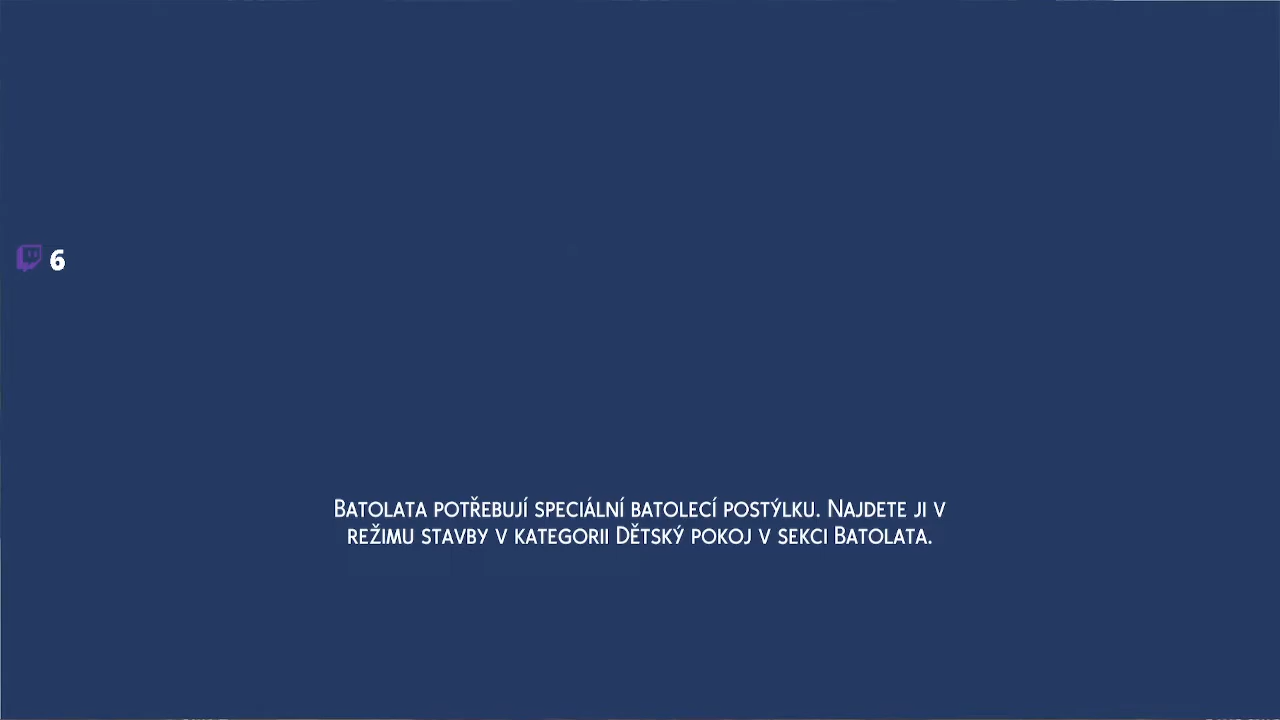 6
Batolata potřebují speciální batolecí postýlku. Najdete ji v
režimu stavby v kategorii Dětský pokoj v sekci Batolata.